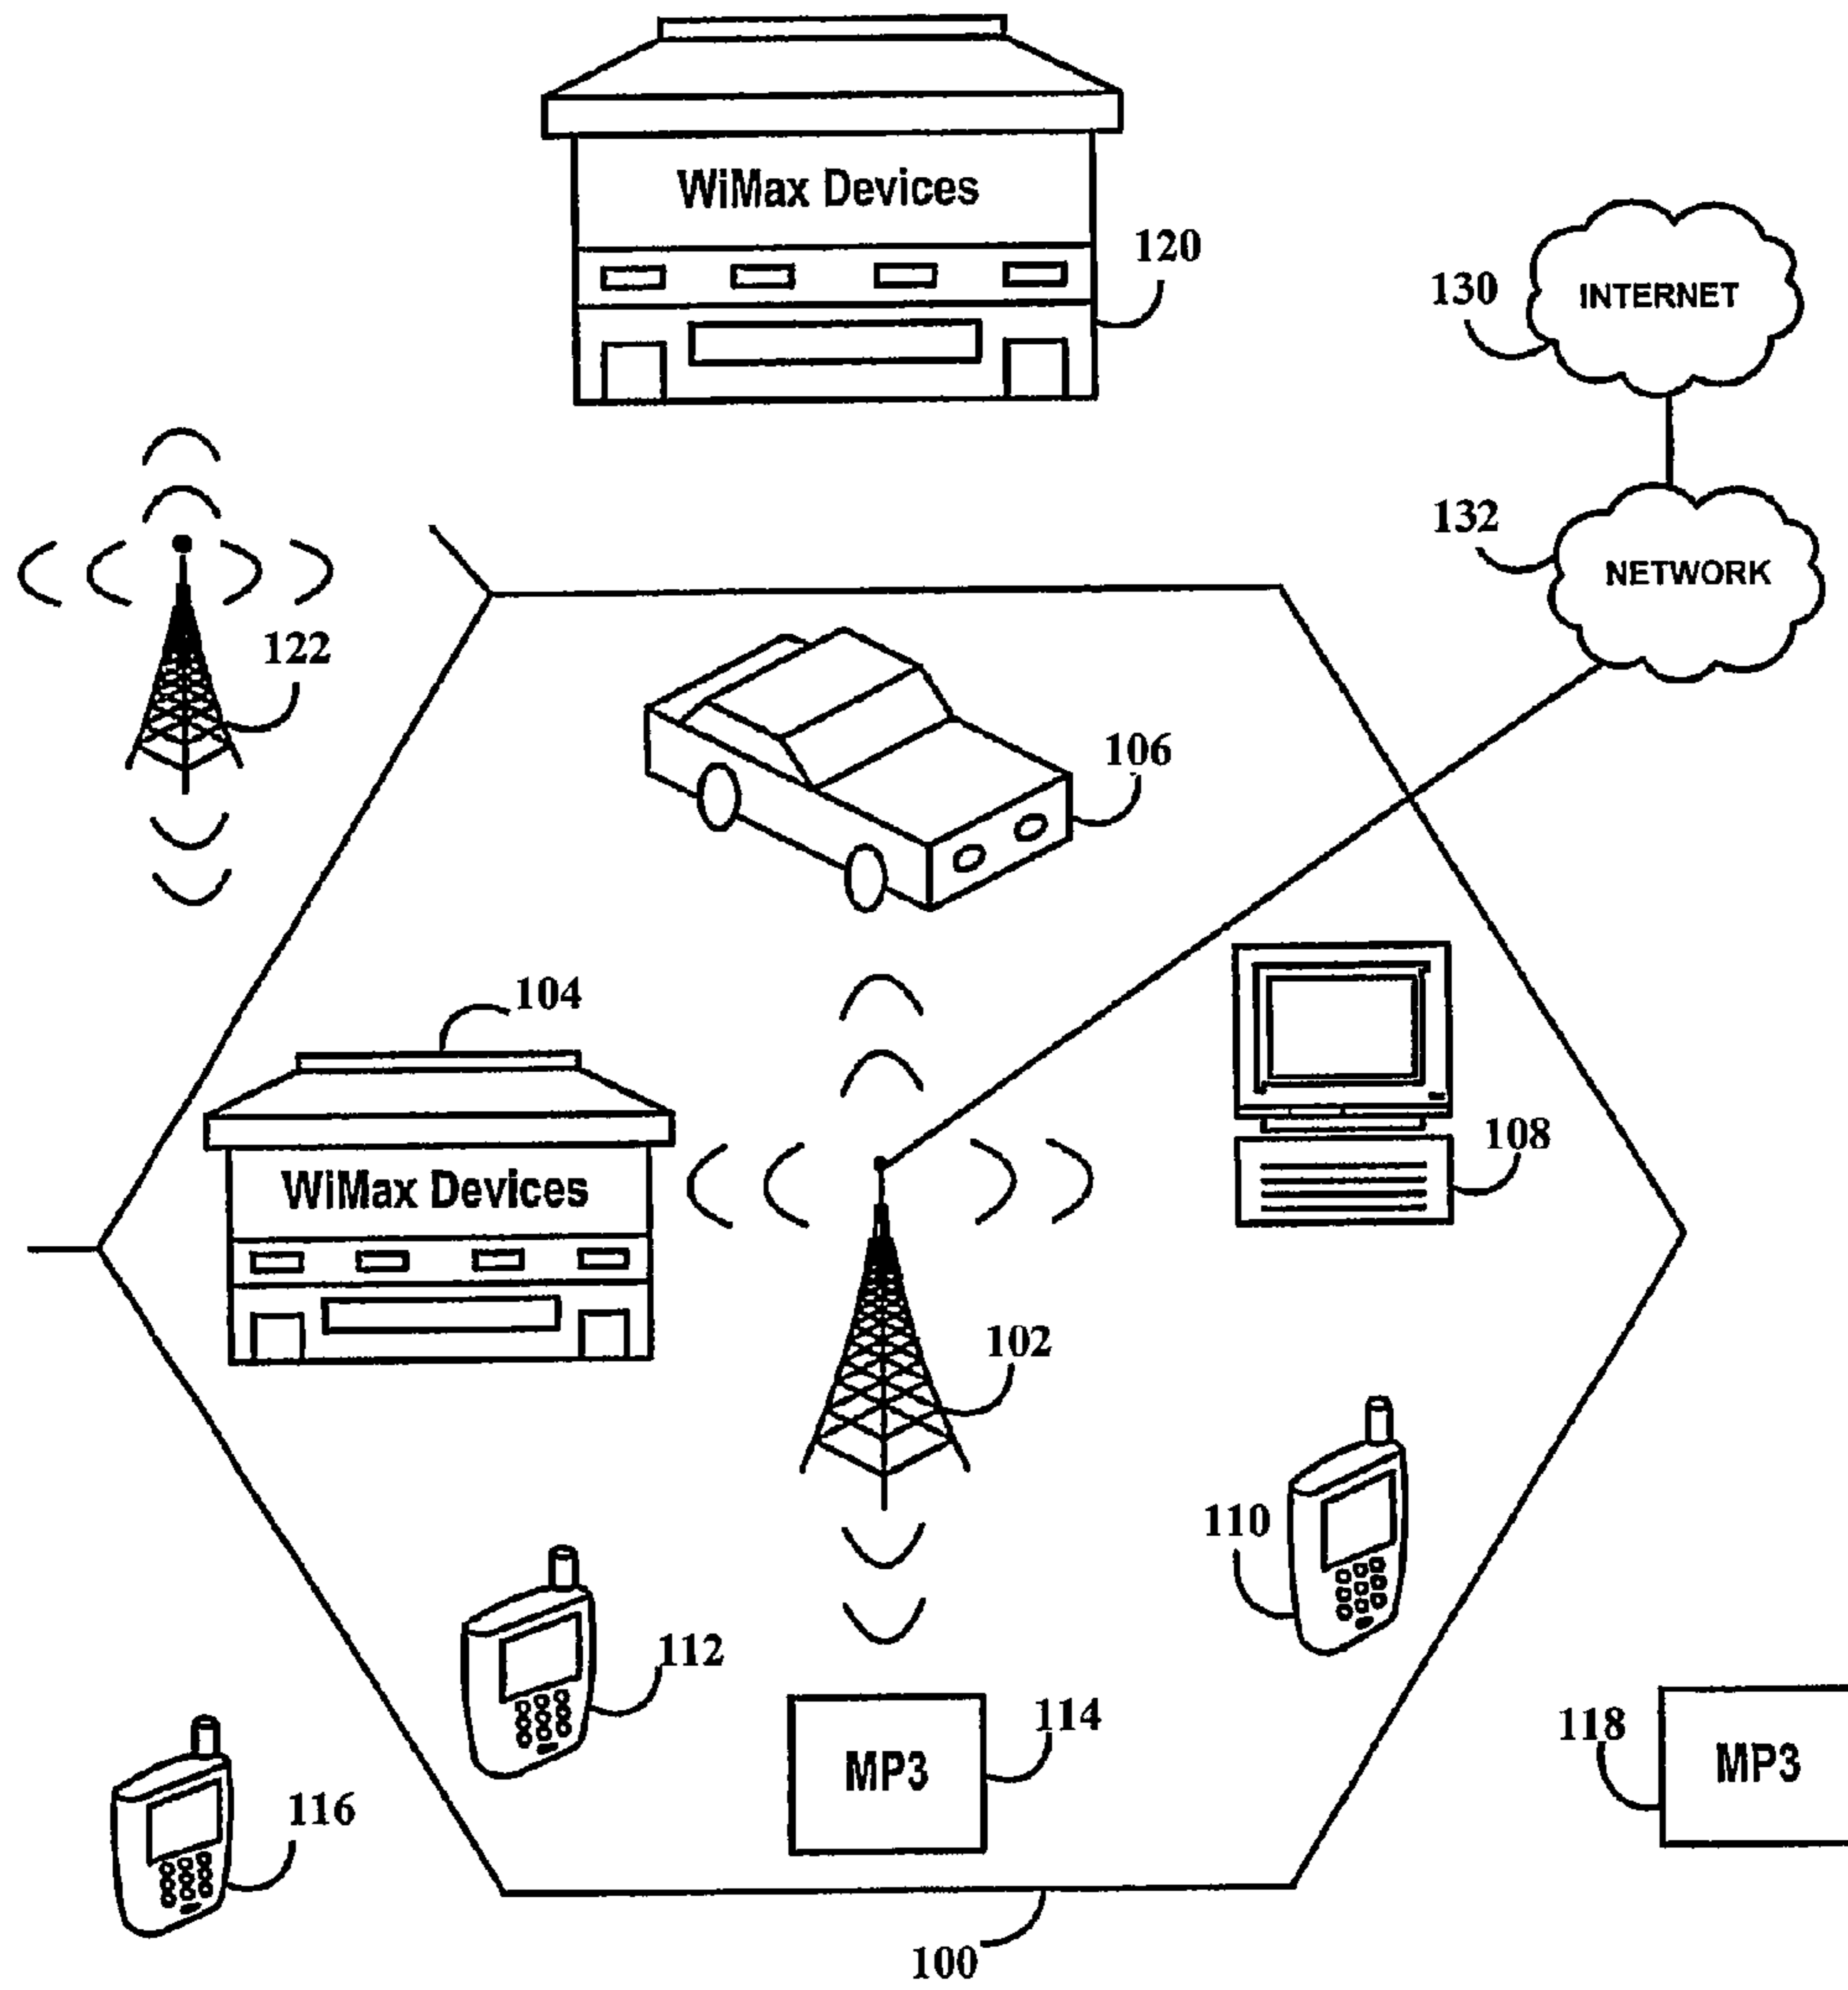 WiMax Devices
120
130
INTERNET
132
NETWORK
122
106
104
WiMax Devices
108
102
110
112
114
MP3
118
MP3
116
100